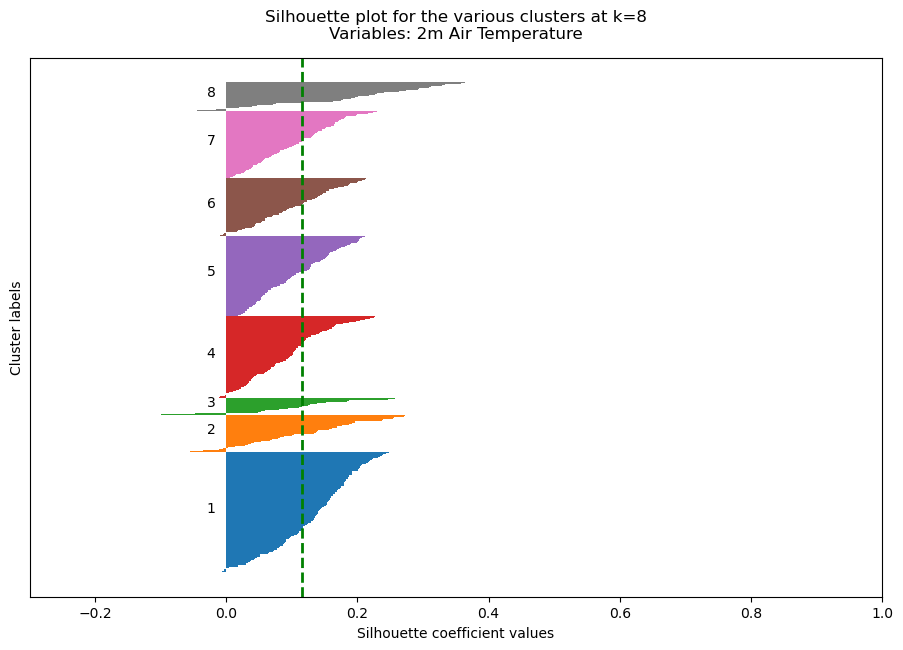 Silhouette plot for the various clusters at k=8
Variables: 2m Air Temperature
Cluster labels
8
7
6
5
4
3
2
1
−0.2 0.0 0.2 0.4 0.6 0.8 1.0
Silhouette coefficient values